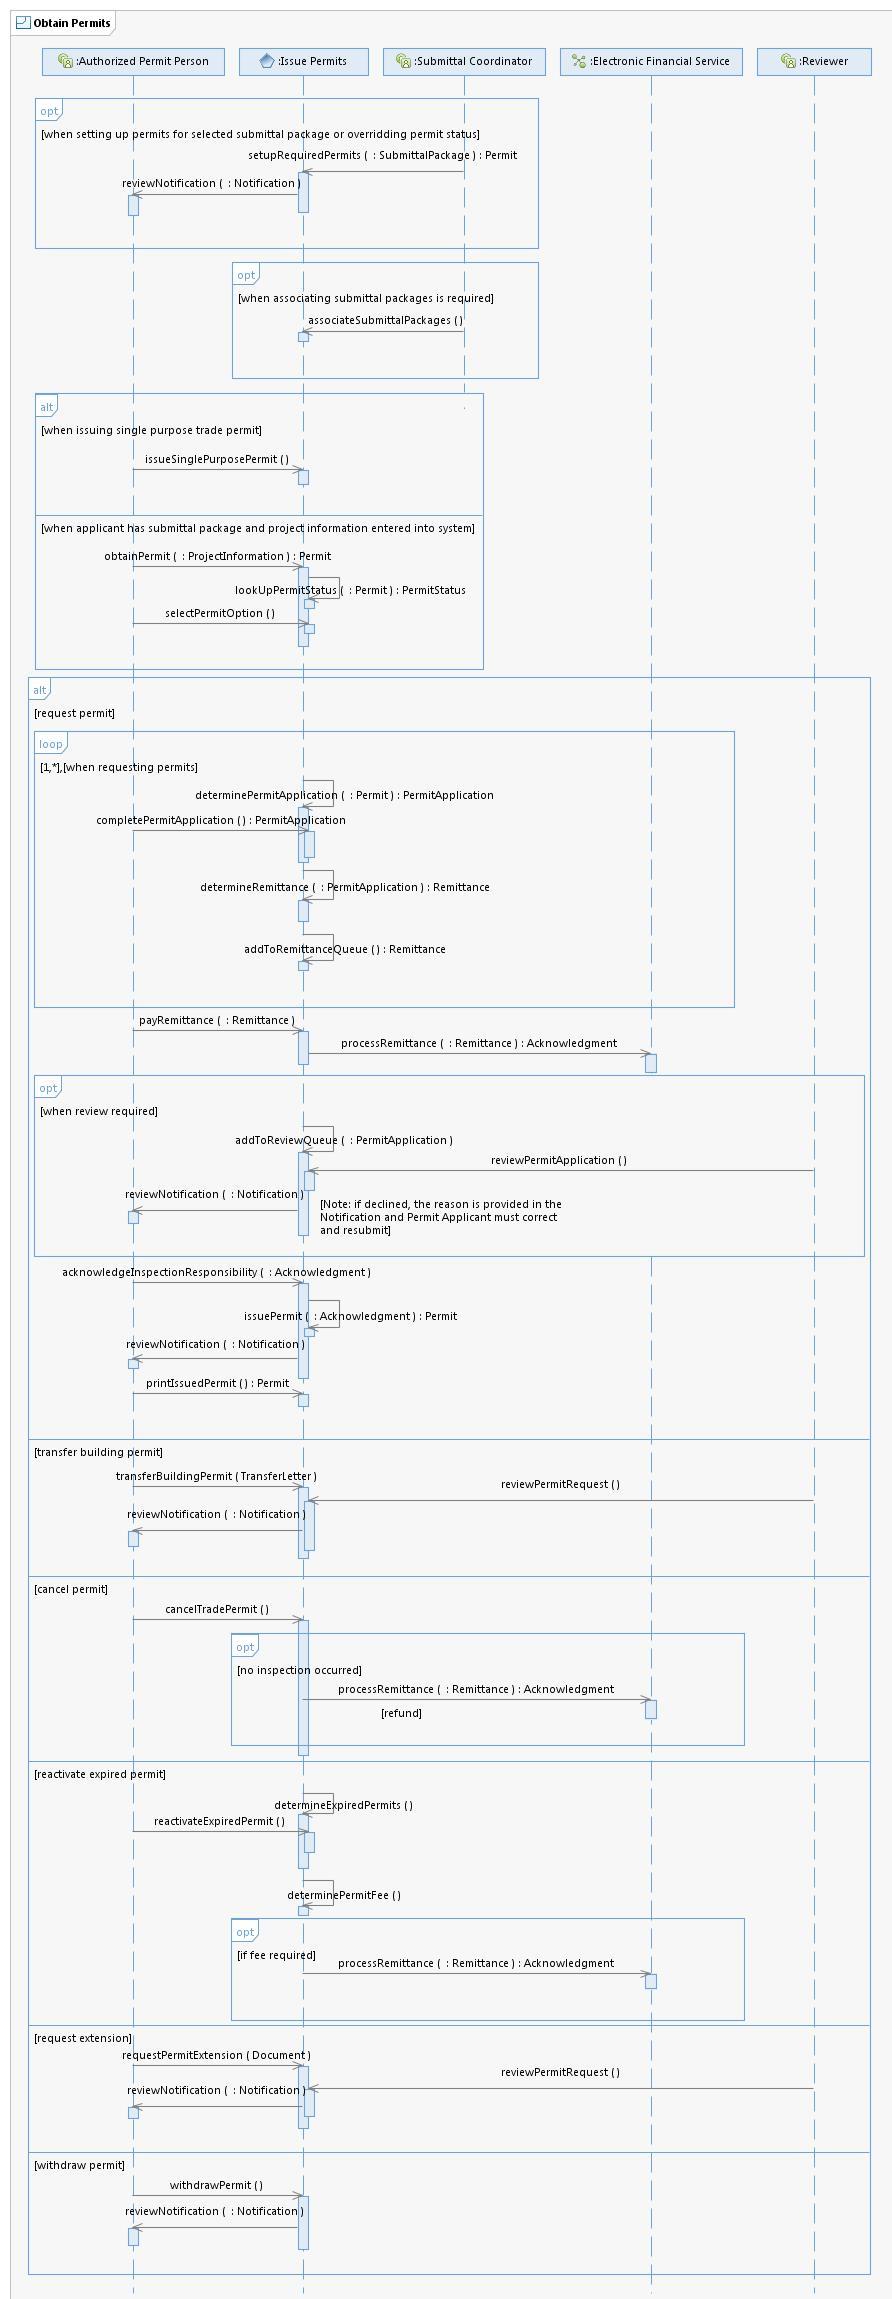 Obtain Permits
:Authorized Permit Person
:Issue Permits
:Submittal Coordinator
:Electronic Financial Service
:Reviewer
opt
[when setting up permits for selected submittal package or overridding permit status]
setupRequiredPermits ( : SubmittalPackage ) : Permit
reviewNotification ( : Notification )
opt
[when associating submittal packages is required]
associateSubmittalPackages ( )
alt
[when issuing single purpose trade permit]
issueSinglePurposePermit ( )
[when applicant has submittal package and project information entered into system]
obtainPermit ( : ProjectInformation ) : Permit
lookUpPermitStatus ( : Permit ) : PermitStatus
selectPermitOption ( )
alt
[request permit]
loop
[1,*],[when requesting permits]
determinePermitApplication ( : Permit ) : PermitApplication
completePermitApplication ( ) : PermitApplication
determineRemittance ( : PermitApplication ) : Remittance
addToRemittanceQueue ( ) : Remittance
payRemittance ( : Remittance )
processRemittance ( : Remittance ) : Acknowledgment
opt
[when review required]
addToReviewQueue ( : PermitApplication )
reviewPermitApplication ( )
reviewNotification ( : Notification )
[Note: if declined, the reason is provided in the
Notification and Permit Applicant must correct
and resubmit]
acknowledgeInspectionResponsibility ( : Acknowledgment )
issuePermit ( : Acknowledgment ) : Permit
reviewNotification ( : Notification )
printIssuedPermit ( ) : Permit
[transfer building permit]
transferBuildingPermit ( TransferLetter )
reviewPermitRequest ( )
reviewNotification ( : Notification )
[cancel permit]
cancelTradePermit ( )
opt
[no inspection occurred]
processRemittance ( : Remittance ) : Acknowledgment
[refund]
[reactivate expired permit]
determineExpiredPermits ( )
reactivateExpiredPermit ( )
determinePermitFee ( )
opt
[if fee required]
processRemittance ( : Remittance ) : Acknowledgment
[request extension]
requestPermitExtension ( Document )
reviewPermitRequest ( )
reviewNotification ( : Notification )
[withdraw permit]
withdrawPermit ( )
reviewNotification ( : Notification )